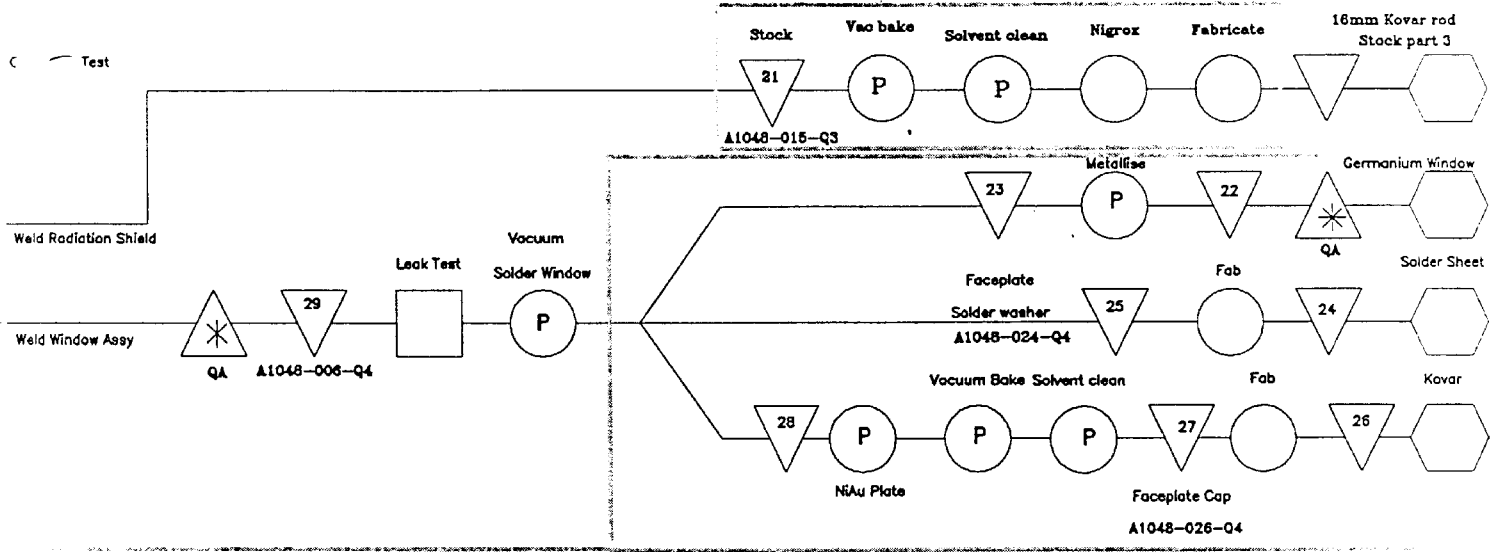 Test
Stock
Vac bake
Solvent clean
Nigrox
Fabricate
16mm Kovar rod
Stock part 3
21
P
P
A1048-015-Q3
Metallise
Germanium Window
23
P
22
QA
Weld Radiation Shield
Vacuum
Solder Window
Leak Test
Faceplate
Solder washer
A1048-024-Q4
Fab
Solder Sheet
29
P
25
24
Weld Window Assy
QA
A1048-006-Q4
Vacuum Bake
Solvent clean
Fab
Kovar
28
P
P
P
27
26
NiAu Plate
Faceplate Cap
A1048-026-Q4